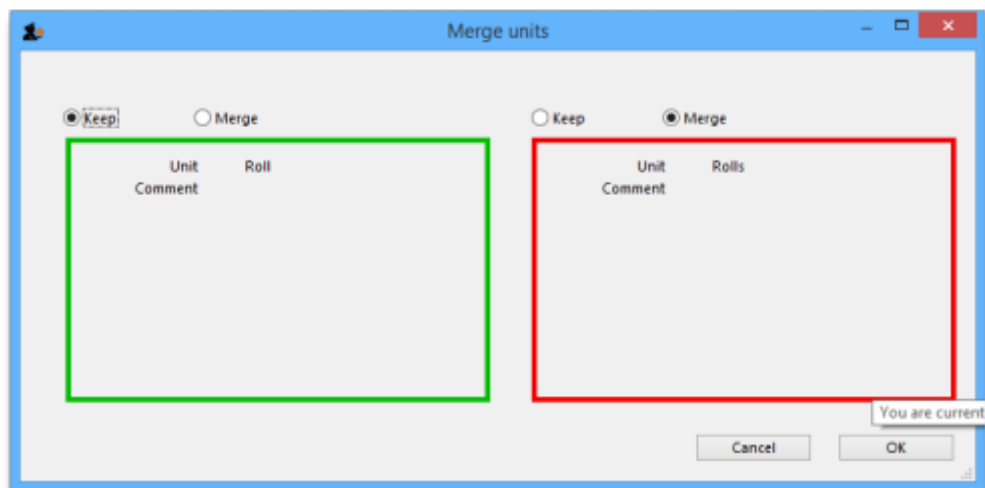 Merge units
Keep Merge Keep Merge
Unit Roll Unit Rolls
Comment Comment
You are current
Cancel OK